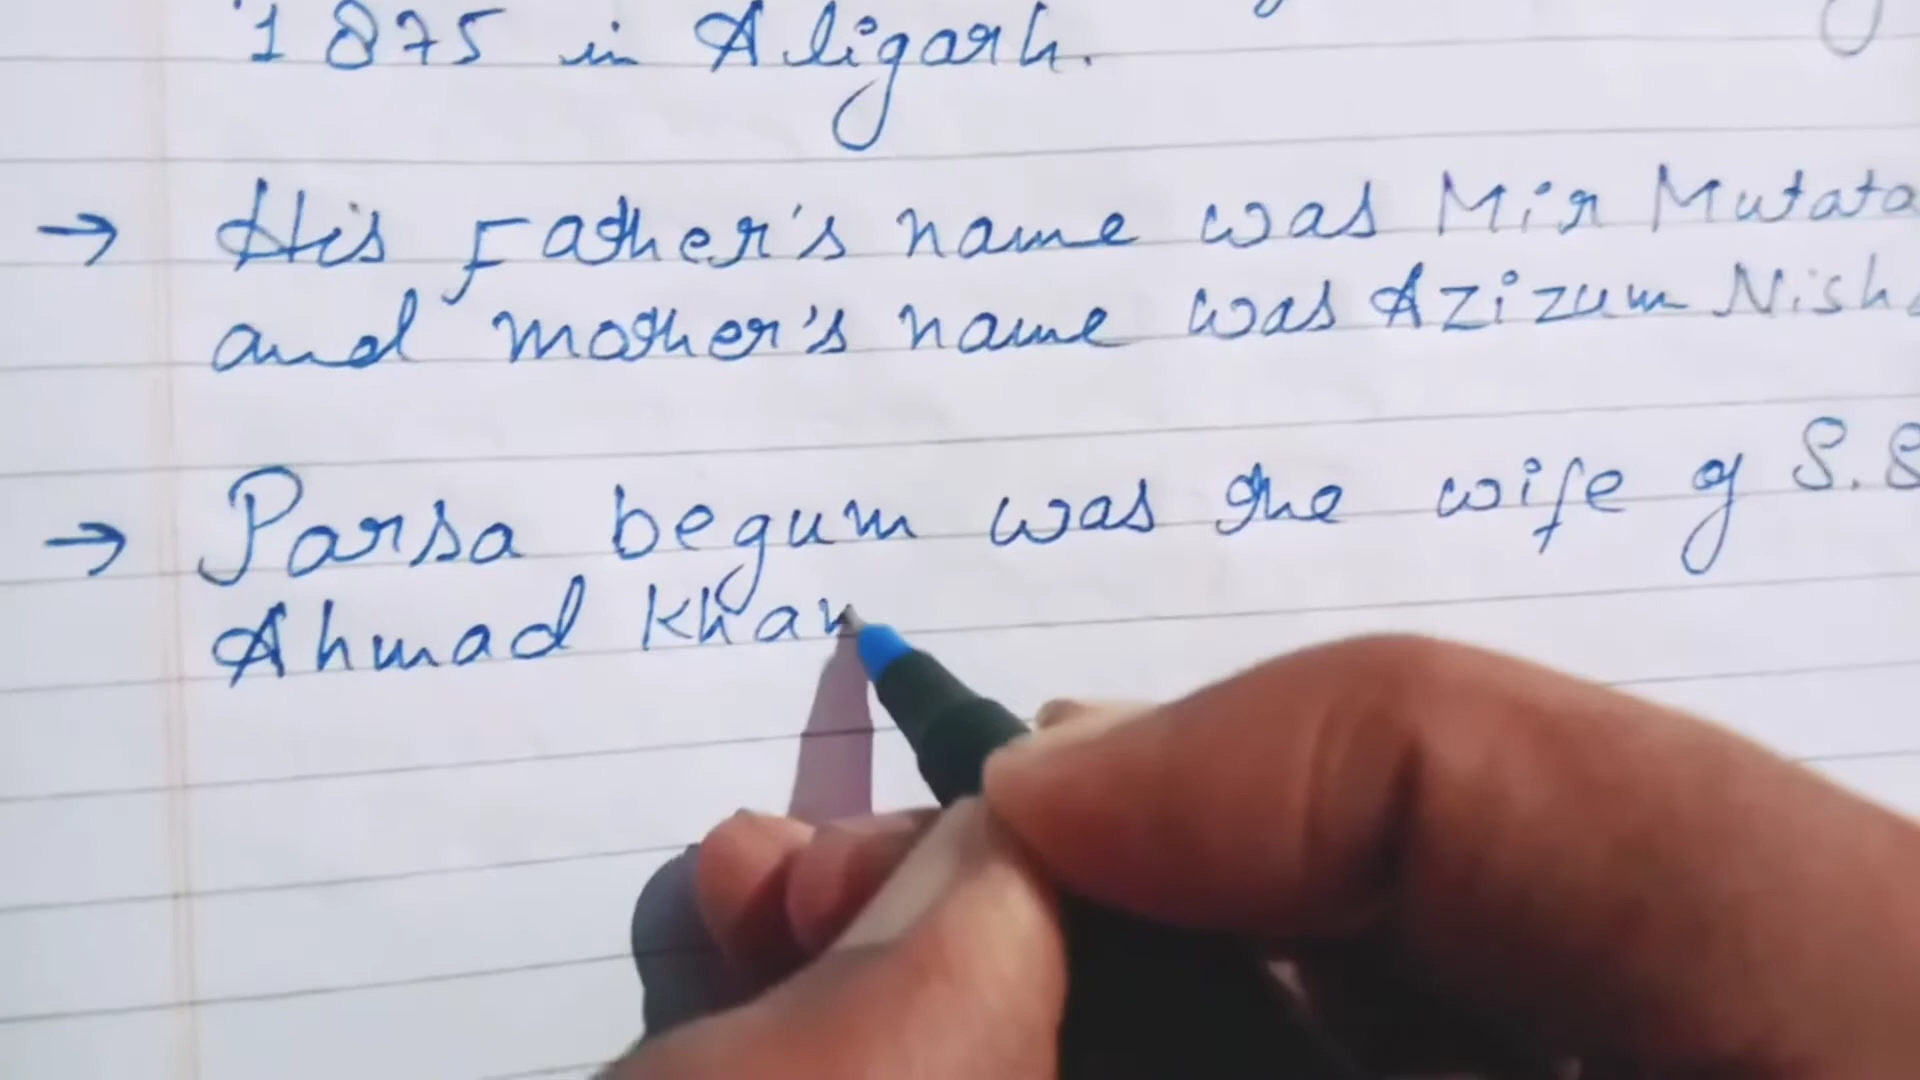 1875 in Aligarh.
→ His Father's name was Mir Mutata
and mother's name was Azizum Nish
→ Parsa begum was the wife of S.S
Ahmad Khan